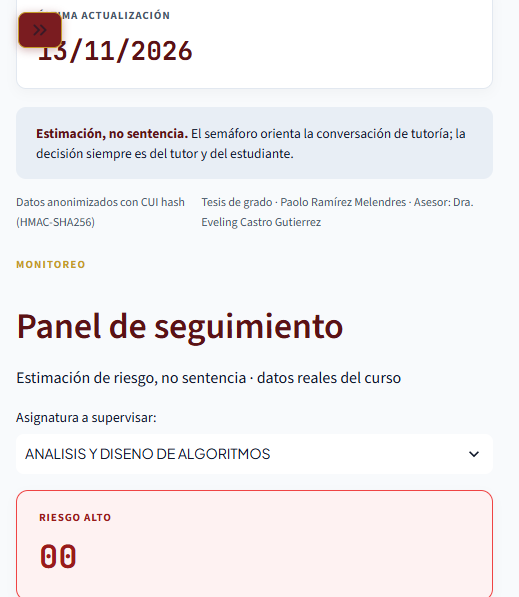 ÚLTIMA ACTUALIZACIÓN
13/11/2026
Estimación, no sentencia. El semáforo orienta la conversación de tutoría; la
decisión siempre es del tutor y del estudiante.
Datos anonimizados con CUI hash
(HMAC-SHA256)
Tesis de grado · Paolo Ramírez Melendres · Asesor: Dra.
Eveling Castro Gutierrez
MONITOREO
Panel de seguimiento
Estimación de riesgo, no sentencia · datos reales del curso
Asignatura a supervisar:
ANALISIS Y DISENO DE ALGORITMOS
RIESGO ALTO
00